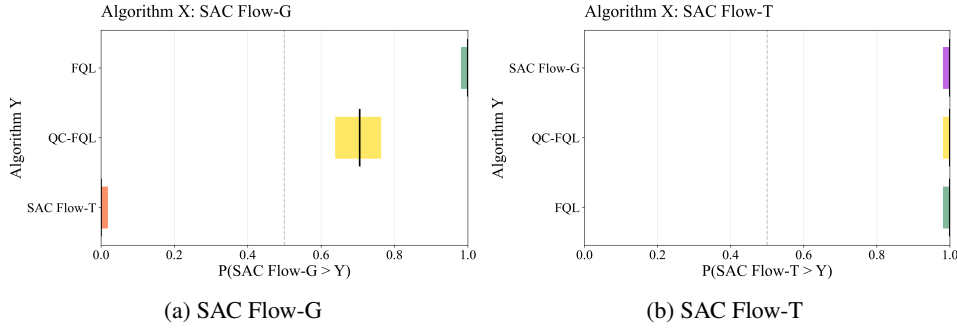 Algorithm X: SAC Flow-G
Algorithm Y
FQL
QC-FQL
SAC Flow-T
0.0 0.2 0.4 0.6 0.8 1.0
P(SAC Flow-G > Y)
(a) SAC Flow-G
Algorithm X: SAC Flow-T
Algorithm Y
SAC Flow-G
QC-FQL
FQL
0.0 0.2 0.4 0.6 0.8 1.0
P(SAC Flow-T > Y)
(b) SAC Flow-T